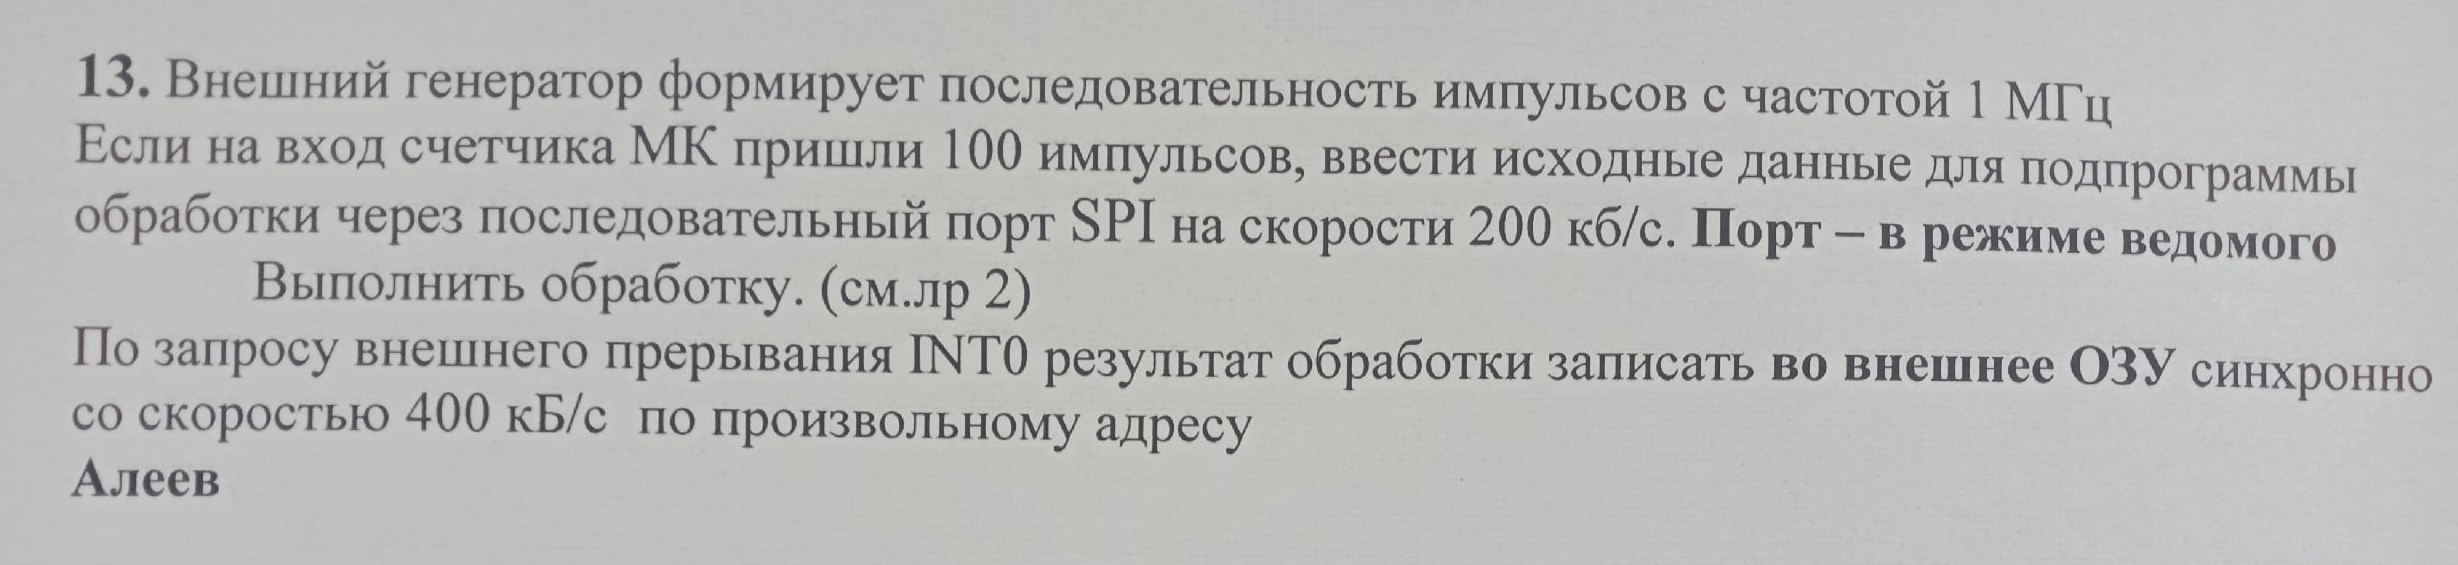 13. Внешний генератор формирует последовательность импульсов с частотой 1 МГц
Если на вход счетчика МК пришли 100 импульсов, ввести исходные данные для подпрограммы
обработки через последовательный порт SPI на скорости 200 кб/с. Порт – в режиме ведомого
Выполнить обработку. (см.лр 2)
По запросу внешнего прерывания INT0 результат обработки записать во внешнее ОЗУ синхронно
со скоростью 400 кБ/с по произвольному адресу
Алеев